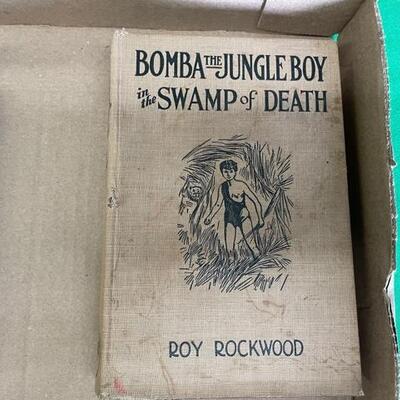 BOMBA THE JUNGLE BOY
in the SWAMP of DEATH
ROY ROCKWOOD